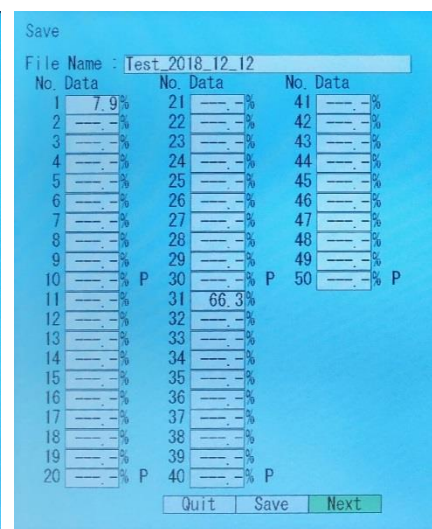 Save
File Name : Test_2018_12_12
No. Data No. Data No. Data
1 7.9% 21 ---.-% 41 ---.-%
2 ---.-% 22 ---.-% 42 ---.-%
3 ---.-% 23 ---.-% 43 ---.-%
4 ---.-% 24 ---.-% 44 ---.-%
5 ---.-% 25 ---.-% 45 ---.-%
6 ---.-% 26 ---.-% 46 ---.-%
7 ---.-% 27 ---.-% 47 ---.-%
8 ---.-% 28 ---.-% 48 ---.-%
9 ---.-% 29 ---.-% 49 ---.-%
10 ---.-% P 30 ---.-% P 50 ---.-% P
11 ---.-% 31 66.3%
12 ---.-% 32 ---.-%
13 ---.-% 33 ---.-%
14 ---.-% 34 ---.-%
15 ---.-% 35 ---.-%
16 ---.-% 36 ---.-%
17 ---.-% 37 ---.-%
18 ---.-% 38 ---.-%
19 ---.-% 39 ---.-%
20 ---.-% P 40 ---.-% P
Quit Save Next